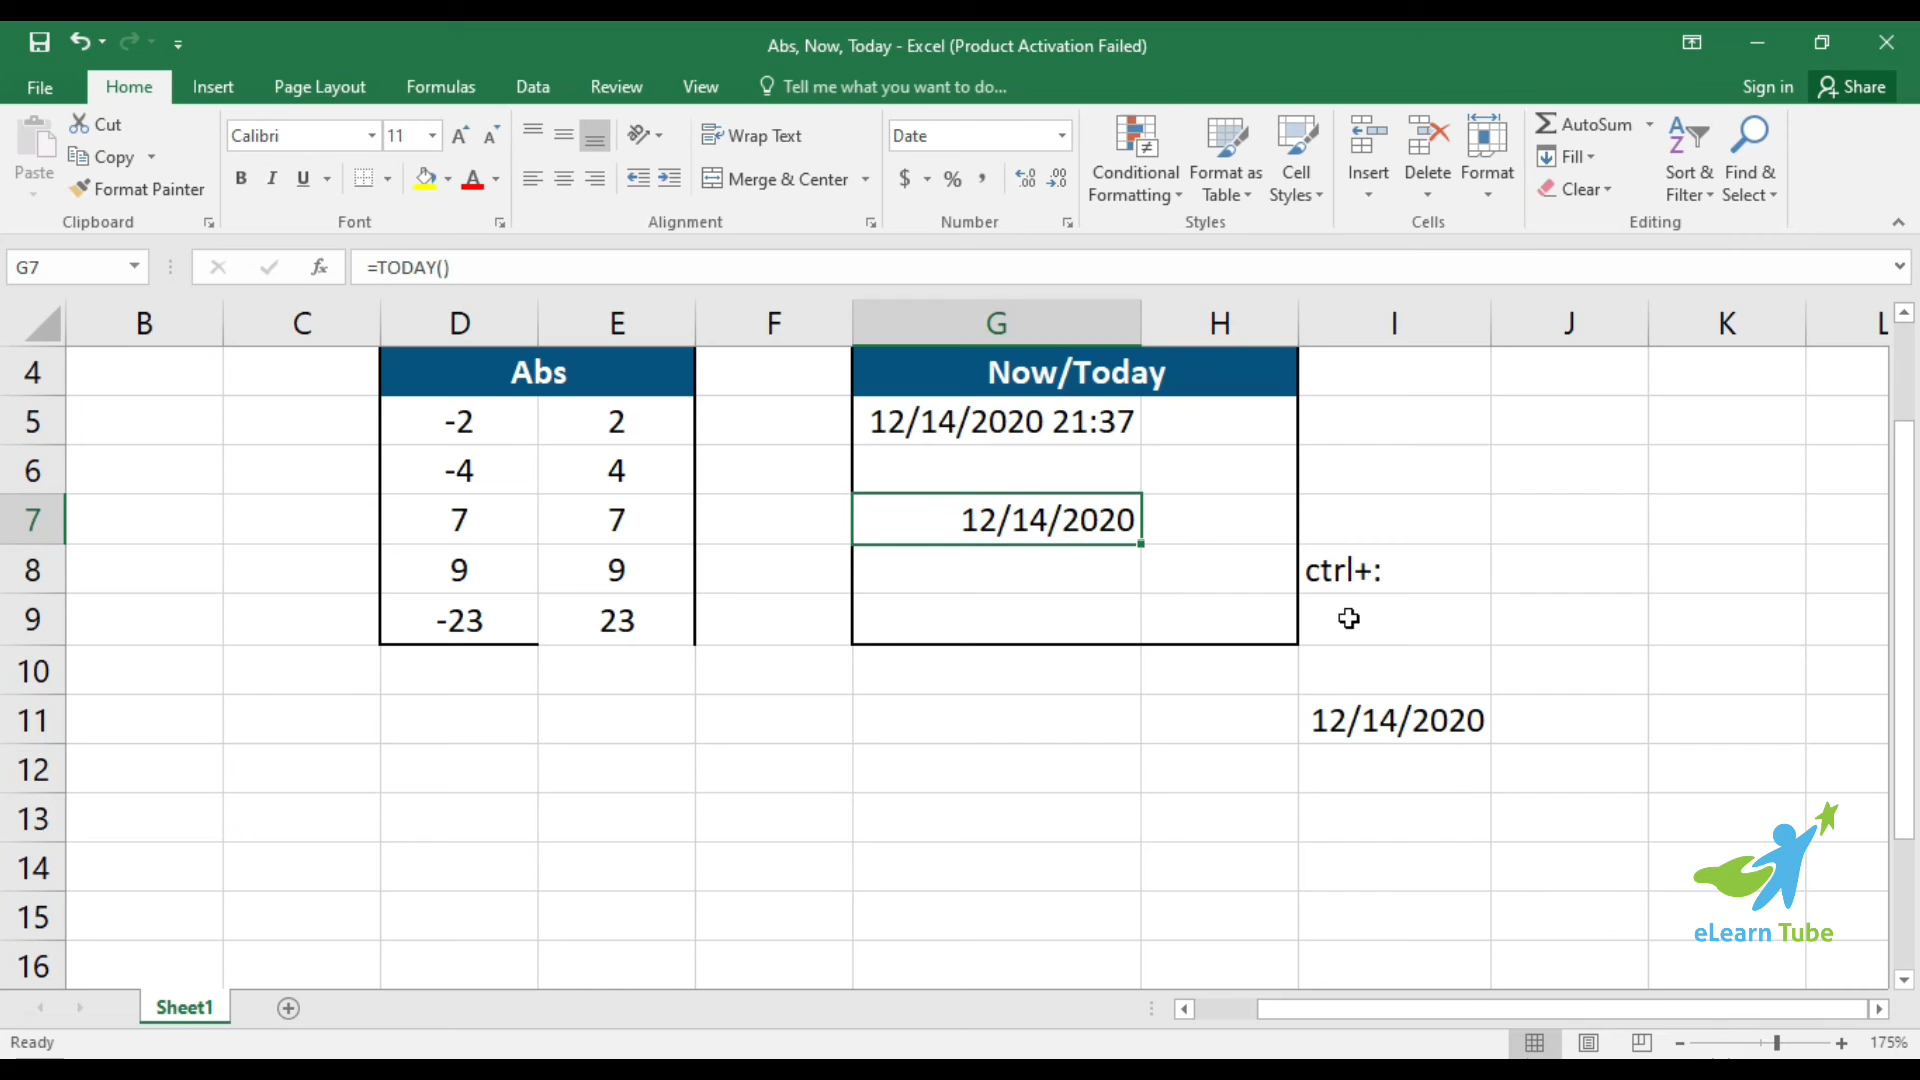 Abs, Now, Today - Excel (Product Activation Failed)
File Home Insert Page Layout Formulas Data Review View Tell me what you want to do... Sign in Share
Paste
Cut
Copy
Format Painter
Clipboard
Calibri 11
B I U
Font
Wrap Text
Merge & Center
Alignment
Date
$ % ,
Number
Conditional Formatting
Format as Table
Cell Styles
Styles
Insert Delete Format
Cells
AutoSum
Fill
Clear
Sort & Filter
Find & Select
Editing
G7 fx =TODAY()
B C D E F G H I J K L
4 Abs Now/Today
5 -2 2 12/14/2020 21:37
6 -4 4
7 7 7 12/14/2020
8 9 9 ctrl+:
9 -23 23
10
11 12/14/2020
12
13
14
15
16
eLearn Tube
Sheet1
Ready 175%